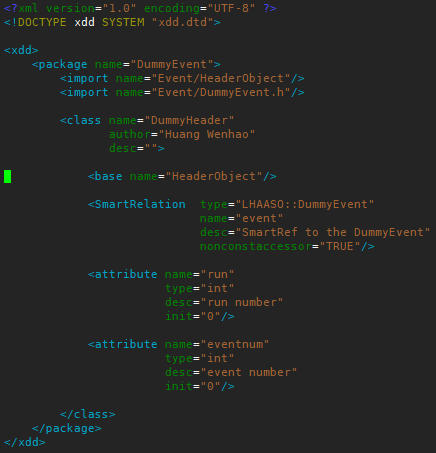 <?xml version="1.0" encoding="UTF-8" ?>
<!DOCTYPE xdd SYSTEM "xdd.dtd">
<xdd>
    <package name="DummyEvent">
        <import name="Event/HeaderObject"/>
        <import name="Event/DummyEvent.h"/>
        <class name="DummyHeader"
               author="Huang Wenhao"
               desc="">
            <base name="HeaderObject"/>
            <SmartRelation  type="LHAASO::DummyEvent"
                            name="event"
                            desc="SmartRef to the DummyEvent"
                            nonconstaccessor="TRUE"/>
            <attribute name="run"
                       type="int"
                       desc="run number"
                       init="0"/>
            <attribute name="eventnum"
                       type="int"
                       desc="event number"
                       init="0"/>
        </class>
    </package>
</xdd>